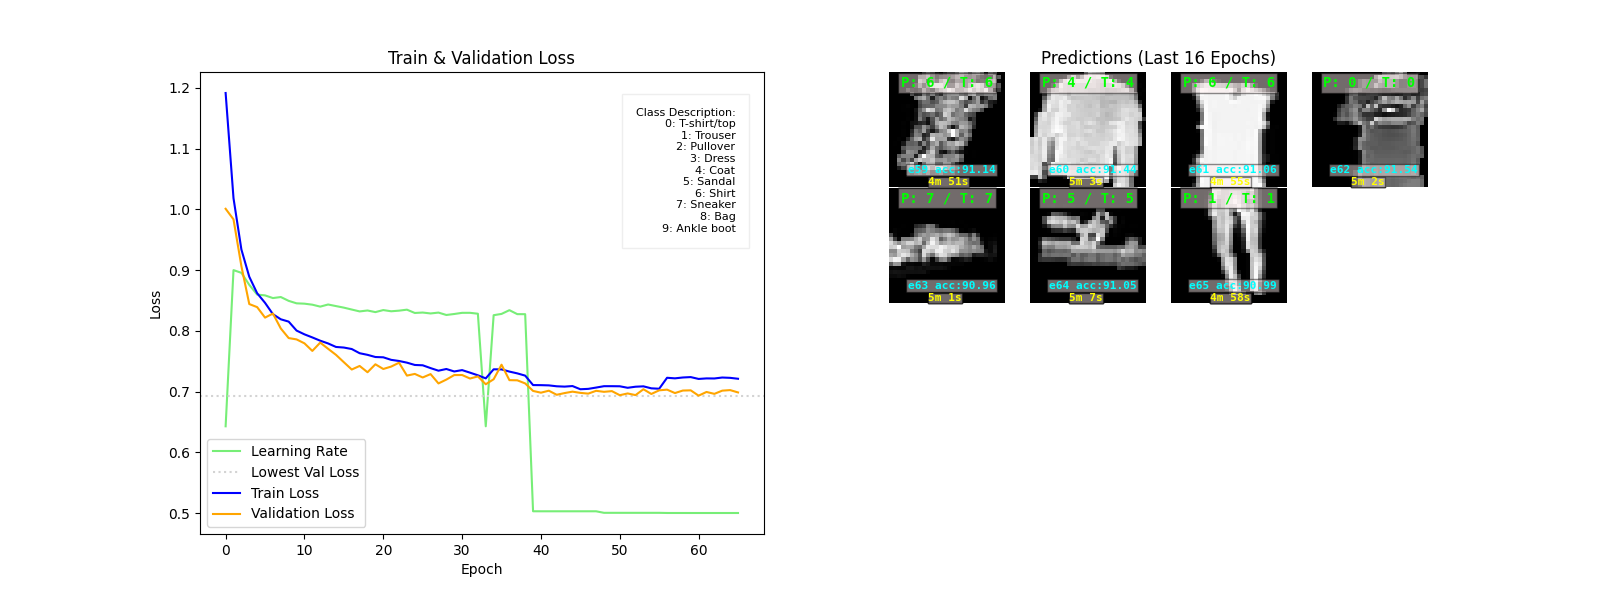 Train & Validation Loss
1.2
1.1
1.0
0.9
0.8
0.7
0.6
0.5
Loss
0
10
20
30
40
50
60
Epoch
Class Description:
0: T-shirt/top
1: Trouser
2: Pullover
3: Dress
4: Coat
5: Sandal
6: Shirt
7: Sneaker
8: Bag
9: Ankle boot
Learning Rate
Lowest Val Loss
Train Loss
Validation Loss
Predictions (Last 16 Epochs)
P: 6 / T: 6
acc:91.14
4m 51s
P: 4 / T: 4
e60 acc:91.44
5m 3s
P: 6 / T: 6
e61 acc:91.06
P: 0 / T: 0
e62
5m 2s
P: 7 / T: 7
e63 acc:90.96
5m 1s
P: 5 / T: 5
e64 acc:91.05
5m 7s
P: 1 / T: 1
e65 acc:90.99
4m 58s